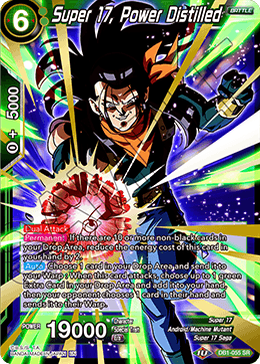 6
Super 17, Power Distilled
BATTLE
0 + 5000
Dual Attack
Permanent: If there are 10 or more non-black cards in
your Drop Area, reduce the energy cost of this card in
your hand by 2.
Auto: Choose 1 card in your Drop Area and send it to
your Warp: When this card attacks, choose up to 1 green
Extra Card in your Drop Area and add it to your hand,
then your opponent chooses 1 card in their hand and
sends it to their Warp.
POWER 19000
Super 17
Android/Machine Mutant
Super 17 Saga
DB1-055 SR